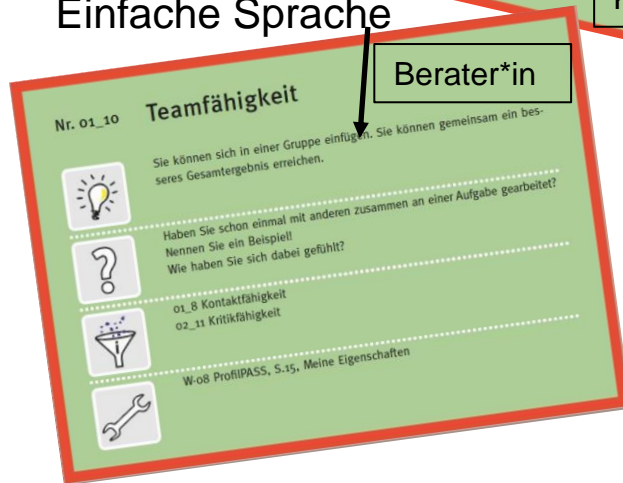 Einfache Sprache
Berater*in
Nr. 01_10 Teamfähigkeit
Sie können sich in einer Gruppe einfügen. Sie können gemeinsam ein bes-
seres Gesamtergebnis erreichen.
Haben Sie schon einmal mit anderen zusammen an einer Aufgabe gearbeitet?
Nennen Sie ein Beispiel!
Wie haben Sie sich dabei gefühlt?
01_8 Kontaktfähigkeit
02_11 Kritikfähigkeit
W-08 ProfilPASS, S.15, Meine Eigenschaften